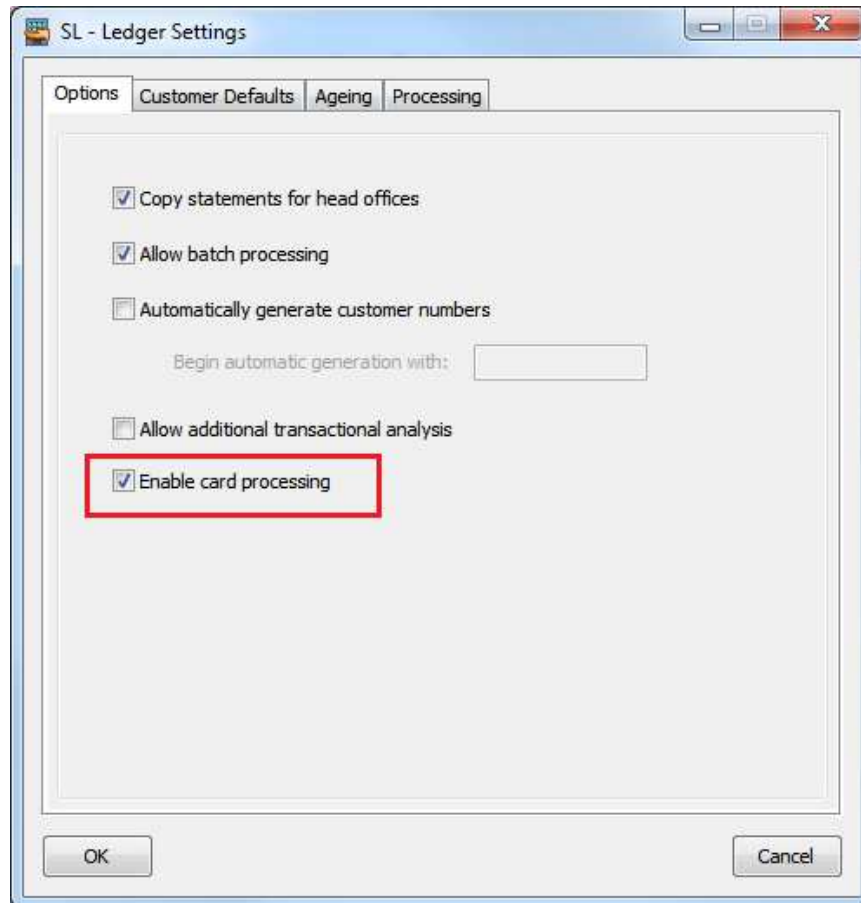 SL - Ledger Settings
Options Customer Defaults Ageing Processing
Copy statements for head offices
Allow batch processing
Automatically generate customer numbers
Begin automatic generation with:
Allow additional transactional analysis
Enable card processing
OK Cancel